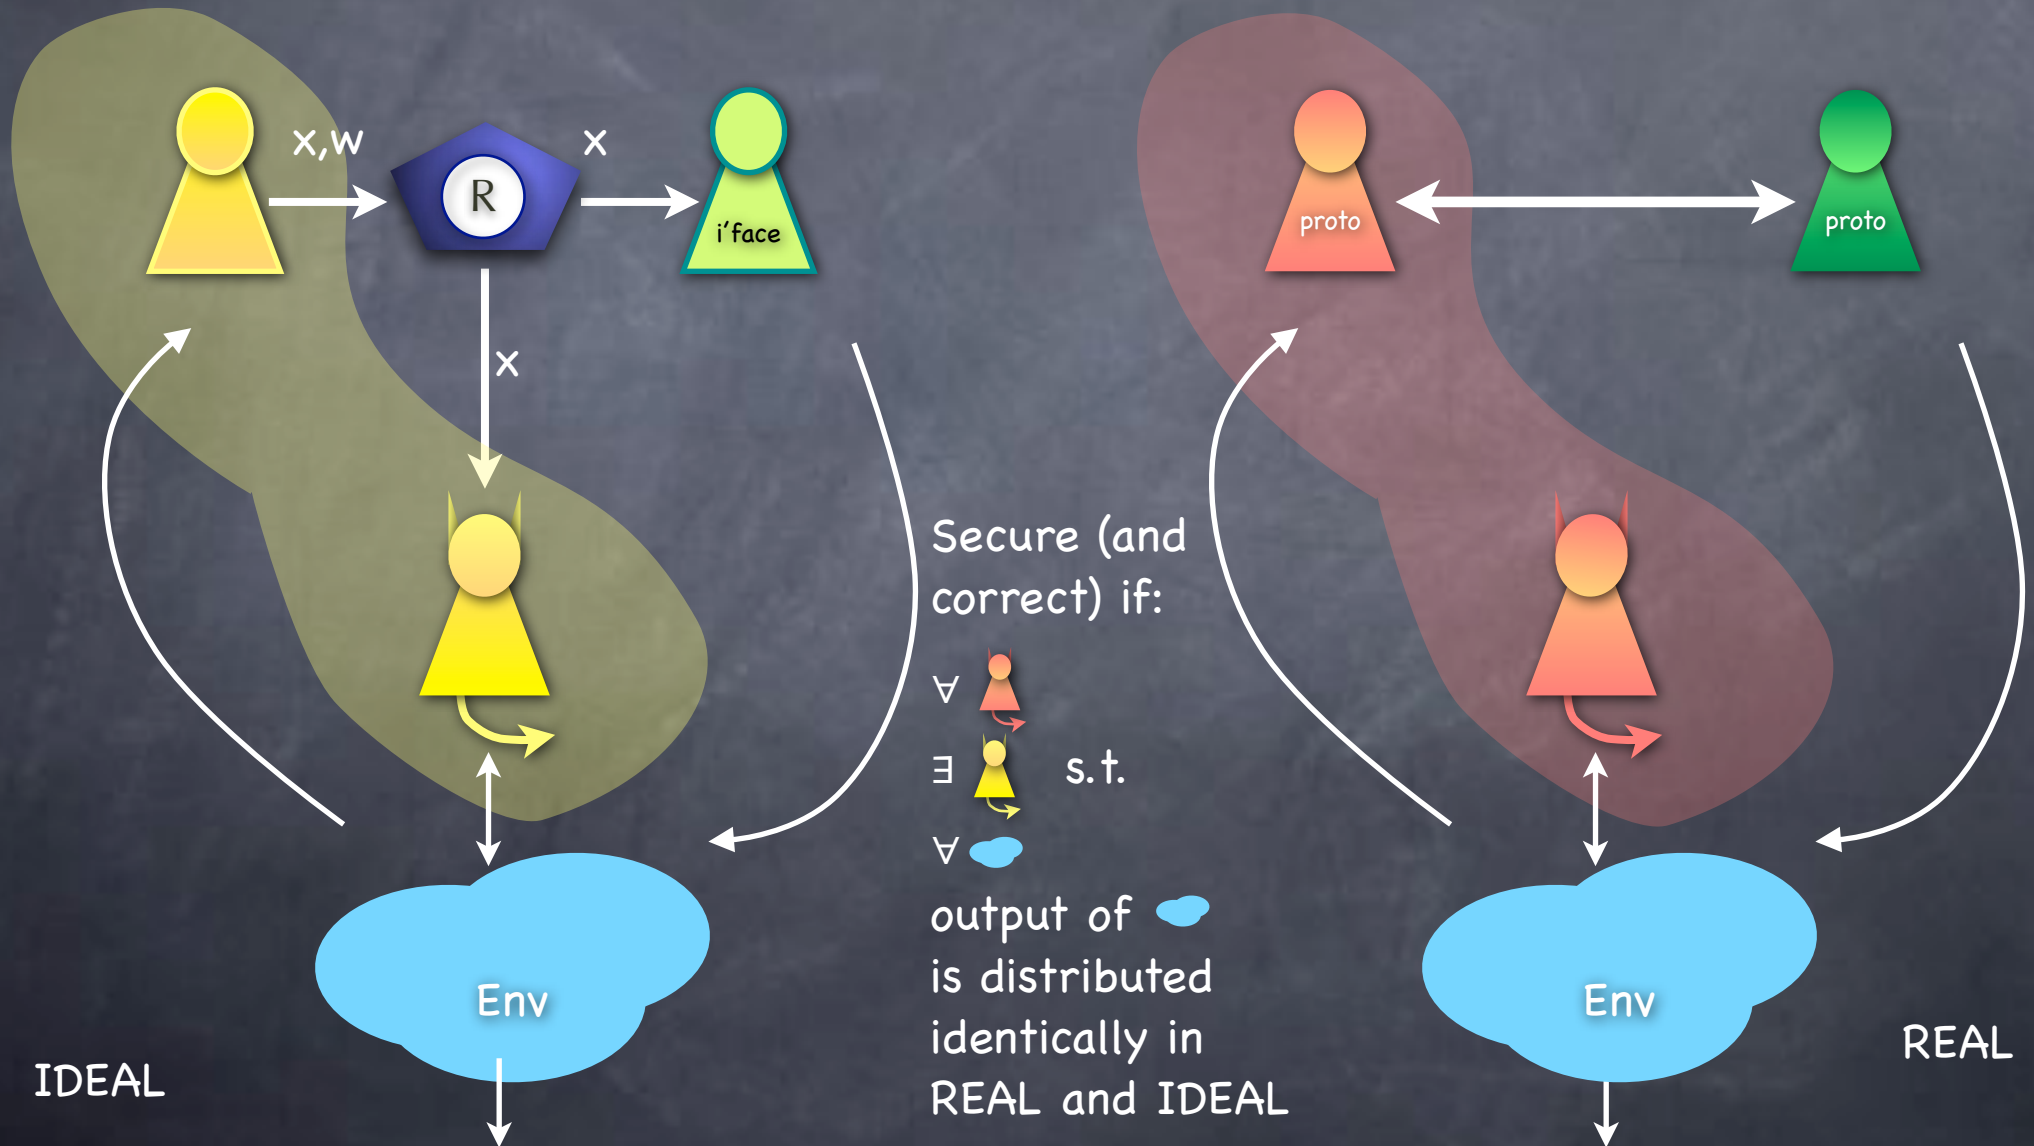 x,w
R
x
i'face
x
proto
proto
Secure (and
correct) if:
∀
∃ s.t.
∀
output of
is distributed
identically in
REAL and IDEAL
Env
Env
IDEAL
REAL